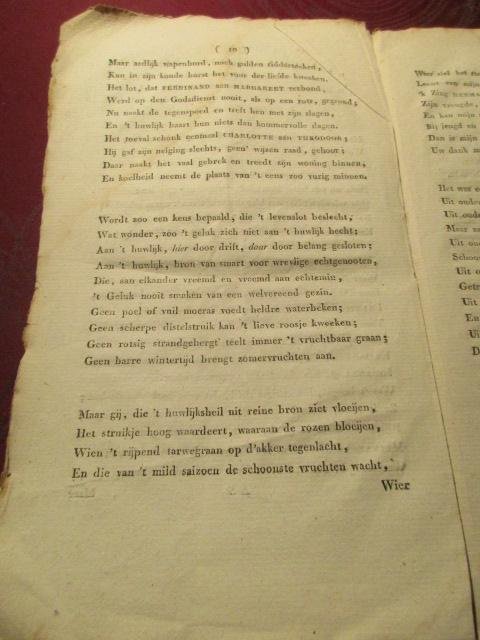 ( 10 )
Maar aedlijk wapenbord, noch gulden ridderteeken,
Kan in zijn koude borst het vuur der liefde kweeken.
Het lot, dat FERDINAND aan MARGAREET verbond,
Werd op den Godsdienst nooit, als op een rots, gegrond;
Nu naakt de tegenspoed en treft hen met zijn slagen,
En 't huwlijk baart hun niets dan kommervolle dagen.
Het toeval schonk eenmaal CHARLOTTE aan THEODOOR;
Hij gaf zijn neiging slechts, geen' wijzen raad, gehoor;
Daar naakt het vaal gebrek en treedt zijn woning binnen,
En koelheid neemt de plaats van 't eens zoo vurig minnen.
Wordt zoo een keus bepaald, die 't levenslot beslecht,
Wat wonder, zoo 't geluk zich niet aan 't huwlijk hecht;
Aan 't huwlijk, hier door drift, daar door belang gesloten;
Aan 't huwlijk, bron van smart voor wrevlige echtgenooten,
Die, aan elkander vreemd en vreemd aan echtemin,
't Geluk nooit smaken van een welvereend gezin.
Geen poel of vuil moeras voedt heldre waterbeken;
Geen scherpe distelstruik kan 't lieve roosje kweeken;
Geen rotsig strandgebergt' teelt immer 't vruchtbaar graan;
Geen barre wintertijd brengt zomervruchten aan.
Maar gij, die 't huwlijksheil uit reine bron ziet vloeijen,
Het struikje hoog waardeert, waaraan de rozen bloeijen,
Wien 't rijpend tarwegraan op d'akker tegenlacht,
En die van 't mild saizoen de schoonste vruchten wacht,
Wier